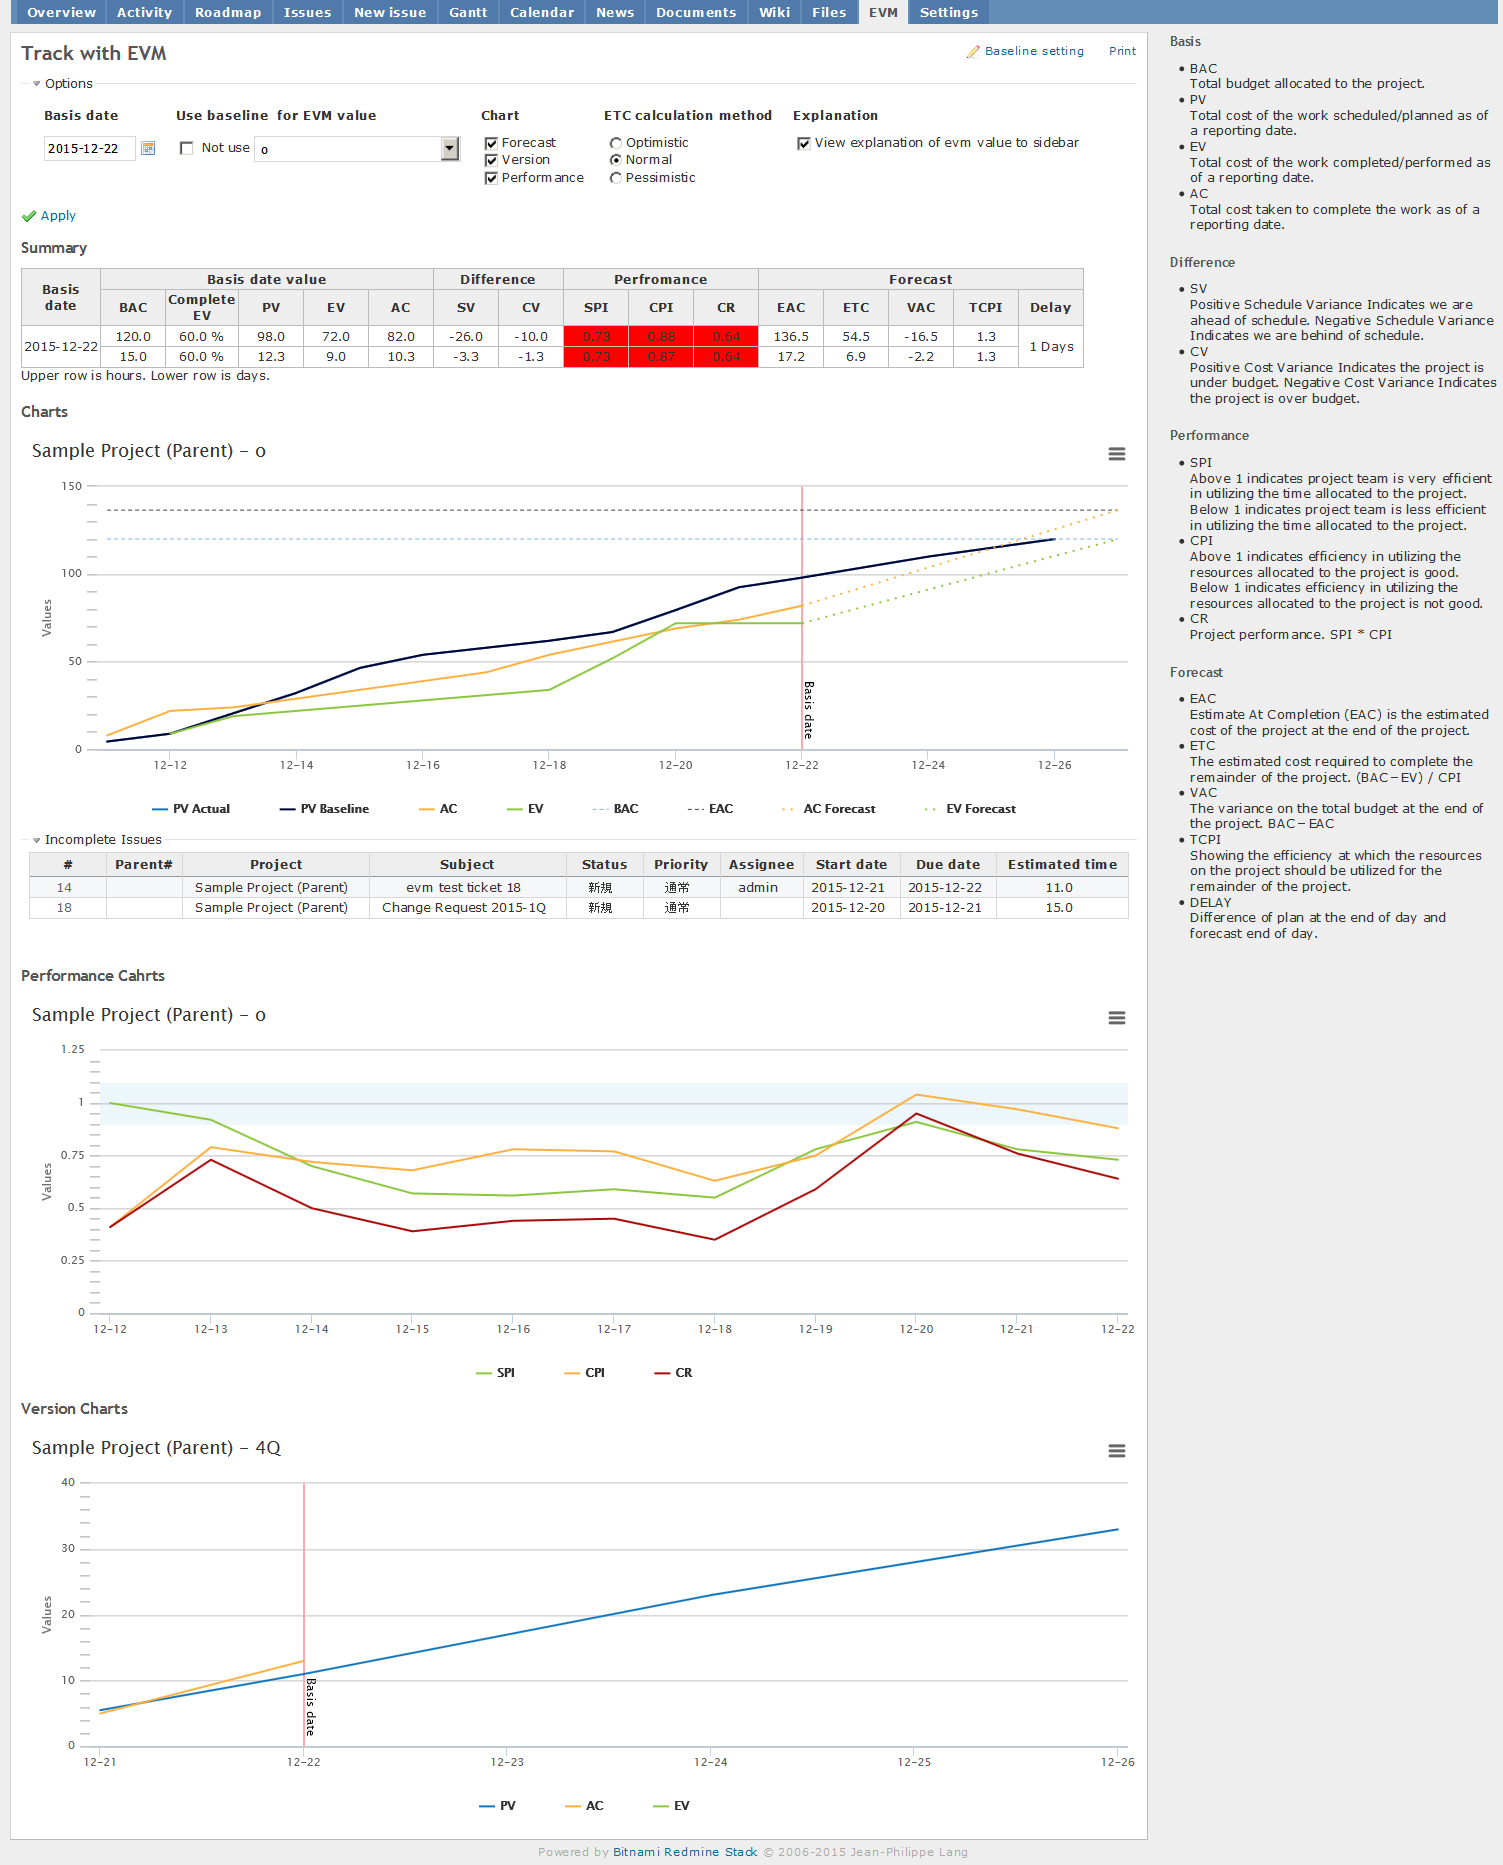 Overview Activity Roadmap Issues New issue Gantt Calendar News Documents Wiki Files EVM Settings
Track with EVM
Baseline setting Print
Options
Basis date Use baseline for EVM value Chart ETC calculation method Explanation
2015-12-22 Not use o
Forecast
Version
Performance
Optimistic
Normal
Pessimistic
View explanation of evm value to sidebar
Apply
Summary
Basis date Basis date value Difference Perfromance Forecast
BAC Complete EV PV EV AC SV CV SPI CPI CR EAC ETC VAC TCPI Delay
2015-12-22 120.0 60.0 % 98.0 72.0 82.0 -26.0 -10.0 0.73 0.88 0.64 136.5 54.5 -16.5 1.3 1 Days
15.0 60.0 % 12.3 9.0 10.3 -3.3 -1.3 0.73 0.87 0.64 17.2 6.9 -2.2 1.3
Upper row is hours. Lower row is days.
Charts
Sample Project (Parent) - o
150
100
50
0
Values
Basis date
12-12 12-14 12-16 12-18 12-20 12-22 12-24 12-26
PV Actual PV Baseline AC EV BAC EAC AC Forecast EV Forecast
Incomplete Issues
# Parent# Project Subject Status Priority Assignee Start date Due date Estimated time
14 Sample Project (Parent) evm test ticket 18 新規 通常 admin 2015-12-21 2015-12-22 11.0
18 Sample Project (Parent) Change Request 2015-1Q 新規 通常 2015-12-20 2015-12-21 15.0
Performance Cahrts
Sample Project (Parent) - o
1.25
1
0.75
0.5
0.25
0
Values
12-12 12-13 12-14 12-15 12-16 12-17 12-18 12-19 12-20 12-21 12-22
SPI CPI CR
Version Charts
Sample Project (Parent) - 4Q
40
30
20
10
0
Values
Basis date
12-21 12-22 12-23 12-24 12-25 12-26
PV AC EV
Basis
BAC
Total budget allocated to the project.
PV
Total cost of the work scheduled/planned as of
a reporting date.
EV
Total cost of the work completed/performed as
of a reporting date.
AC
Total cost taken to complete the work as of a
reporting date.
Difference
SV
Positive Schedule Variance Indicates we are
ahead of schedule. Negative Schedule Variance
Indicates we are behind of schedule.
CV
Positive Cost Variance Indicates the project is
under budget. Negative Cost Variance Indicates
the project is over budget.
Performance
SPI
Above 1 indicates project team is very efficient
in utilizing the time allocated to the project.
Below 1 indicates project team is less efficient
in utilizing the time allocated to the project.
CPI
Above 1 indicates efficiency in utilizing the
resources allocated to the project is good.
Below 1 indicates efficiency in utilizing the
resources allocated to the project is not good.
CR
Project performance. SPI * CPI
Forecast
EAC
Estimate At Completion (EAC) is the estimated
cost of the project at the end of the project.
ETC
The estimated cost required to complete the
remainder of the project. (BAC−EV) / CPI
VAC
The variance on the total budget at the end of
the project. BAC−EAC
TCPI
Showing the efficiency at which the resources
on the project should be utilized for the
remainder of the project.
DELAY
Difference of plan at the end of day and
forecast end of day.
Powered by Bitnami Redmine Stack © 2006-2015 Jean-Philippe Lang